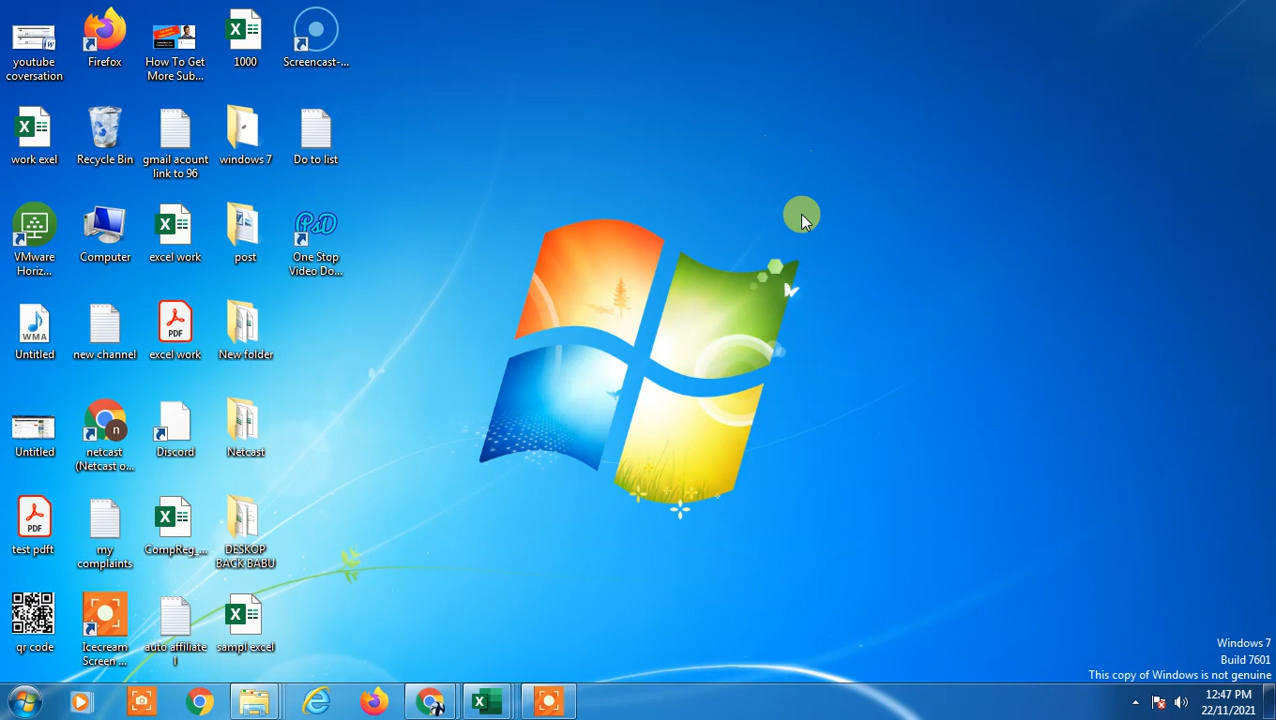 youtube
coversation
Firefox
How To Get
More Sub...
1000
Screencast-...
work exel
Recycle Bin
gmail acount
link to 96
windows 7
Do to list
VMware
Horiz...
Computer
excel work
post
One Stop
Video Do...
WMA
Untitled
new channel
PDF
excel work
New folder
Untitled
netcast
(Netcast o...
Discord
Netcast
PDF
test pdft
my
complaints
CompReg_...
DESKOP
BACK BABU
qr code
Icecream
Screen ...
auto affiliate
l
sampl excel
Windows 7
Build 7601
This copy of Windows is not genuine
12:47 PM
22/11/2021